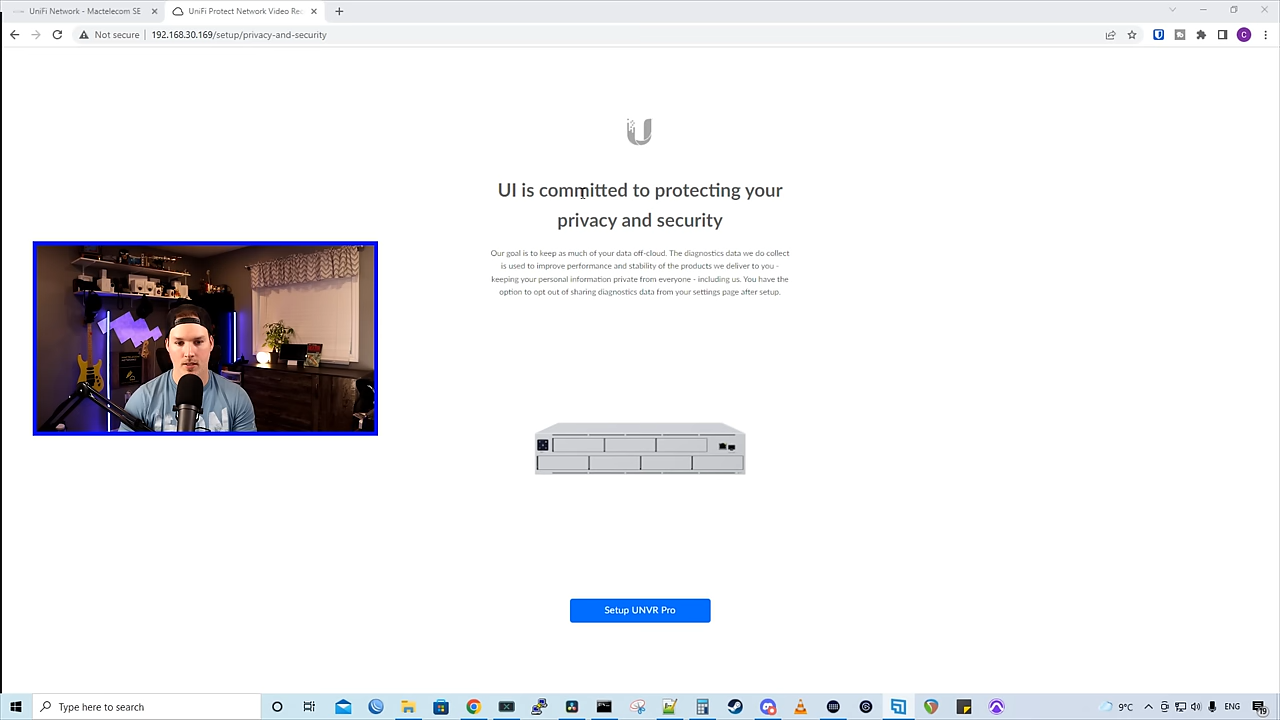 UniFi Network - Mactelecom SE
UniFi Protect Network Video Rec
Not secure
192.168.30.169/setup/privacy-and-security
C
UI is committed to protecting your
privacy and security
Our goal is to keep as much of your data off-cloud. The diagnostics data we do collect
is used to improve performance and stability of the products we deliver to you -
keeping your personal information private from everyone - including us. You have the
option to opt out of sharing diagnostics data from your settings page after setup.
Setup UNVR Pro
Type here to search
9°C
ENG